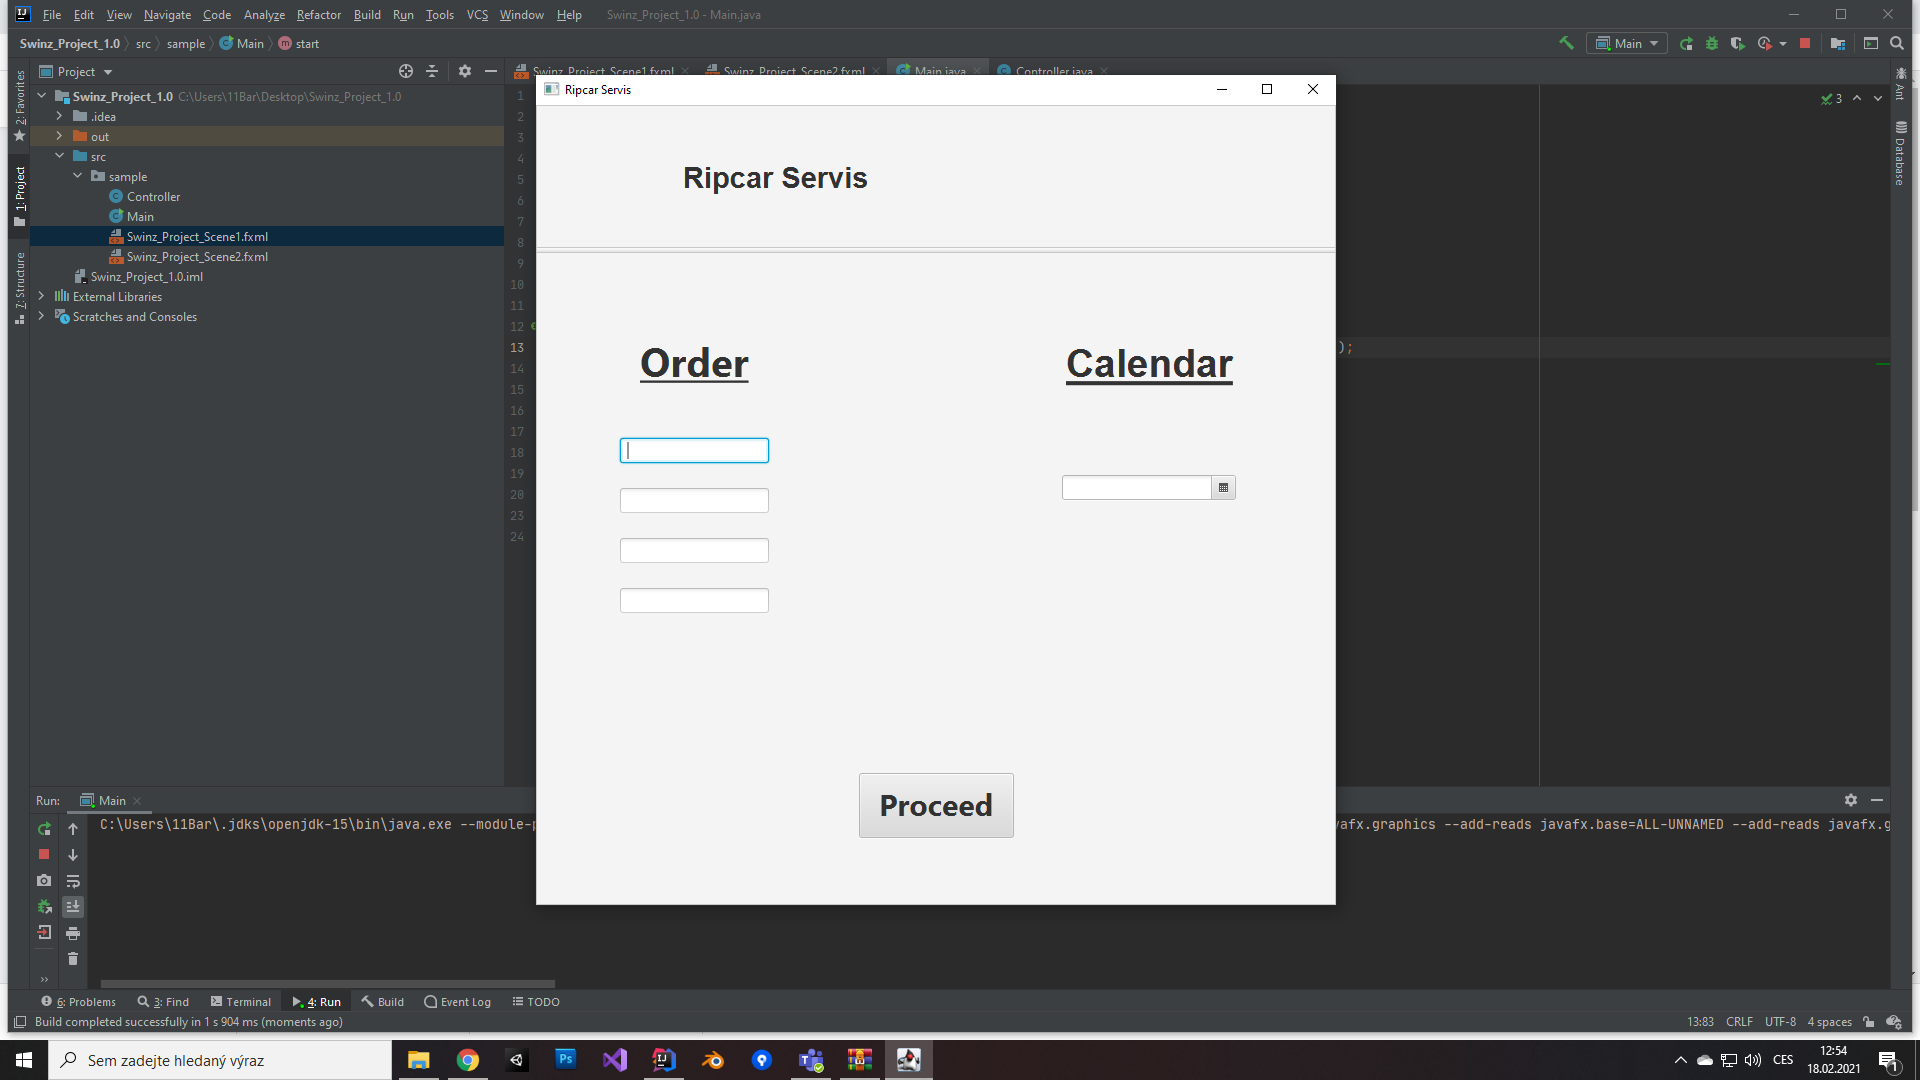 File Edit View Navigate Code Analyze Refactor Build Run Tools VCS Window Help Swinz_Project_1.0 - Main.java
Swinz_Project_1.0 src sample Main start
Main
Project
Swinz_Project_Scene1.fxml Swinz_Project_Scene2.fxml Main.java Controller.java
Swinz_Project_1.0 C:\Users\11Bar\Desktop\Swinz_Project_1.0
.idea
out
src
sample
Controller
Main
Swinz_Project_Scene1.fxml
Swinz_Project_Scene2.fxml
Swinz_Project_1.0.iml
External Libraries
Scratches and Consoles
2: Favorites
1: Project
7: Structure
1
2
3
4
5
6
7
8
9
10
11
12
13
14
15
16
17
18
19
20
23
24
);
3
Ant
Database
Ripcar Servis
Ripcar Servis
Order
Calendar
Proceed
Run: Main
C:\Users\11Bar\.jdks\openjdk-15\bin\java.exe --module-p
afx.graphics --add-reads javafx.base=ALL-UNNAMED --add-reads javafx.g
6: Problems 3: Find Terminal 4: Run Build Event Log TODO
Build completed successfully in 1 s 904 ms (moments ago)
13:83 CRLF UTF-8 4 spaces
Sem zadejte hledaný výraz
Ps
CES
12:54
18.02.2021
1